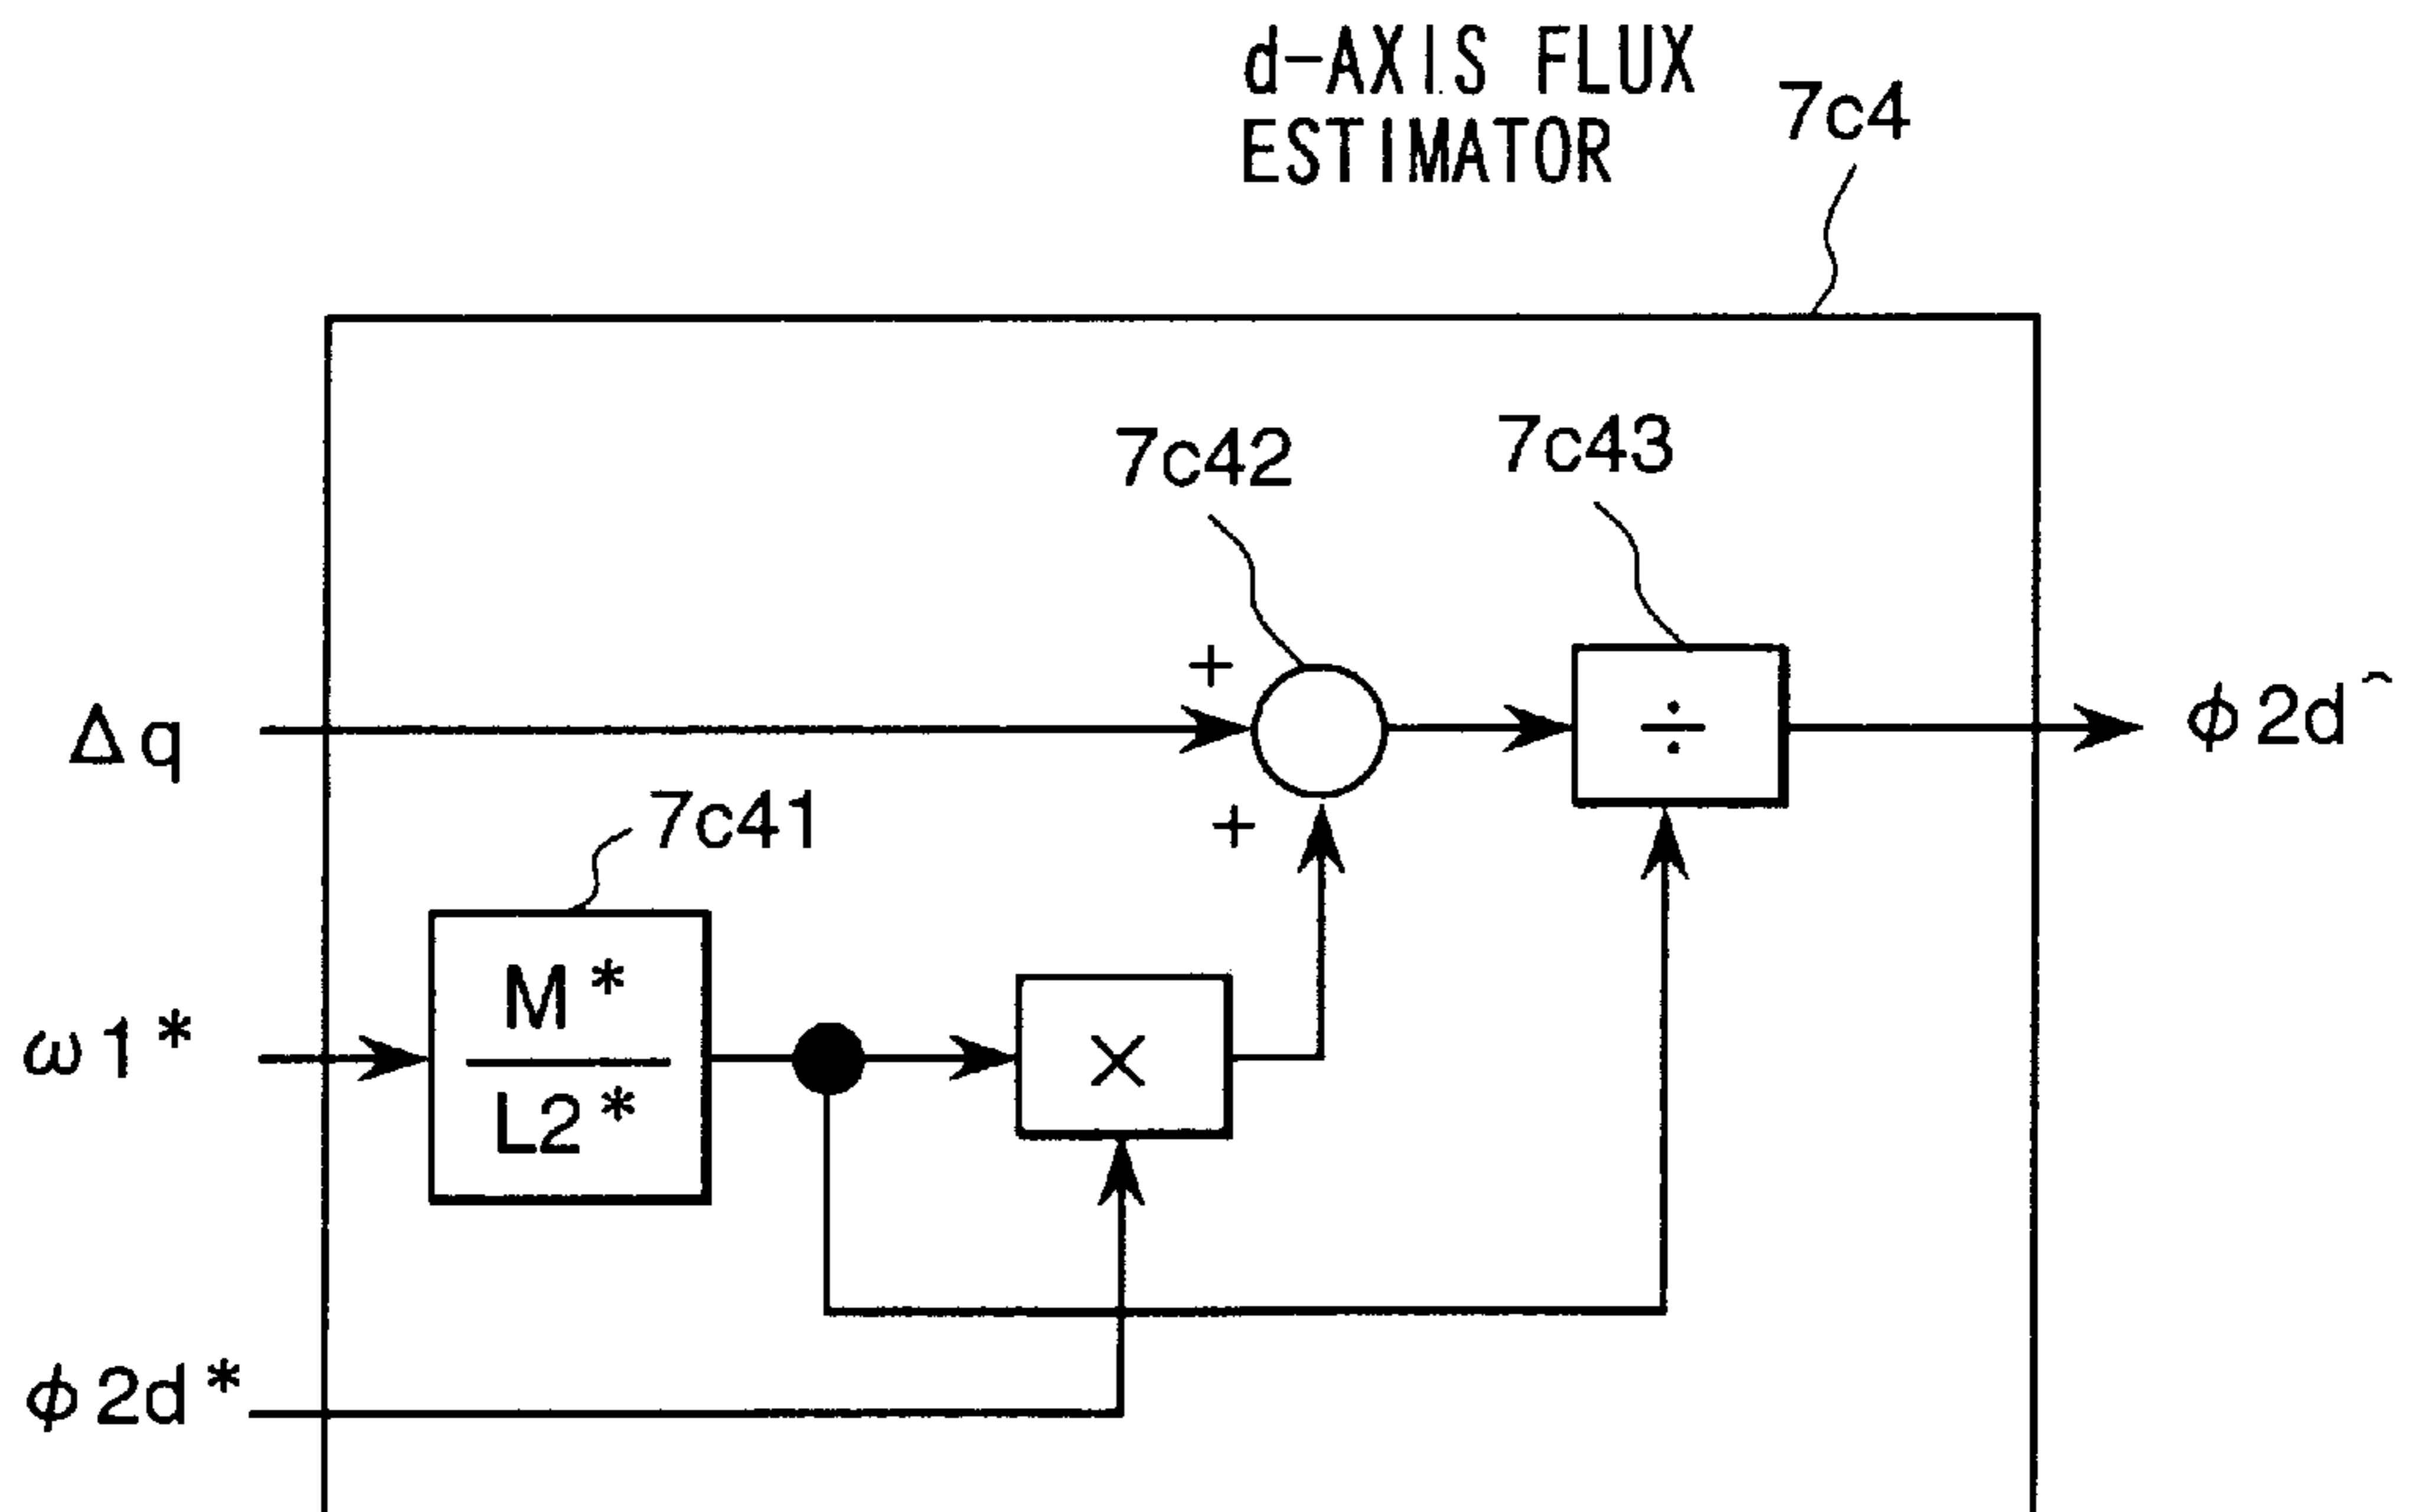 d-AXIS FLUX
ESTIMATOR
7c4
7c42
7c43
+
Δq
÷
φ2d^
+
7c41
M*
L2*
ω1*
×
φ2d*